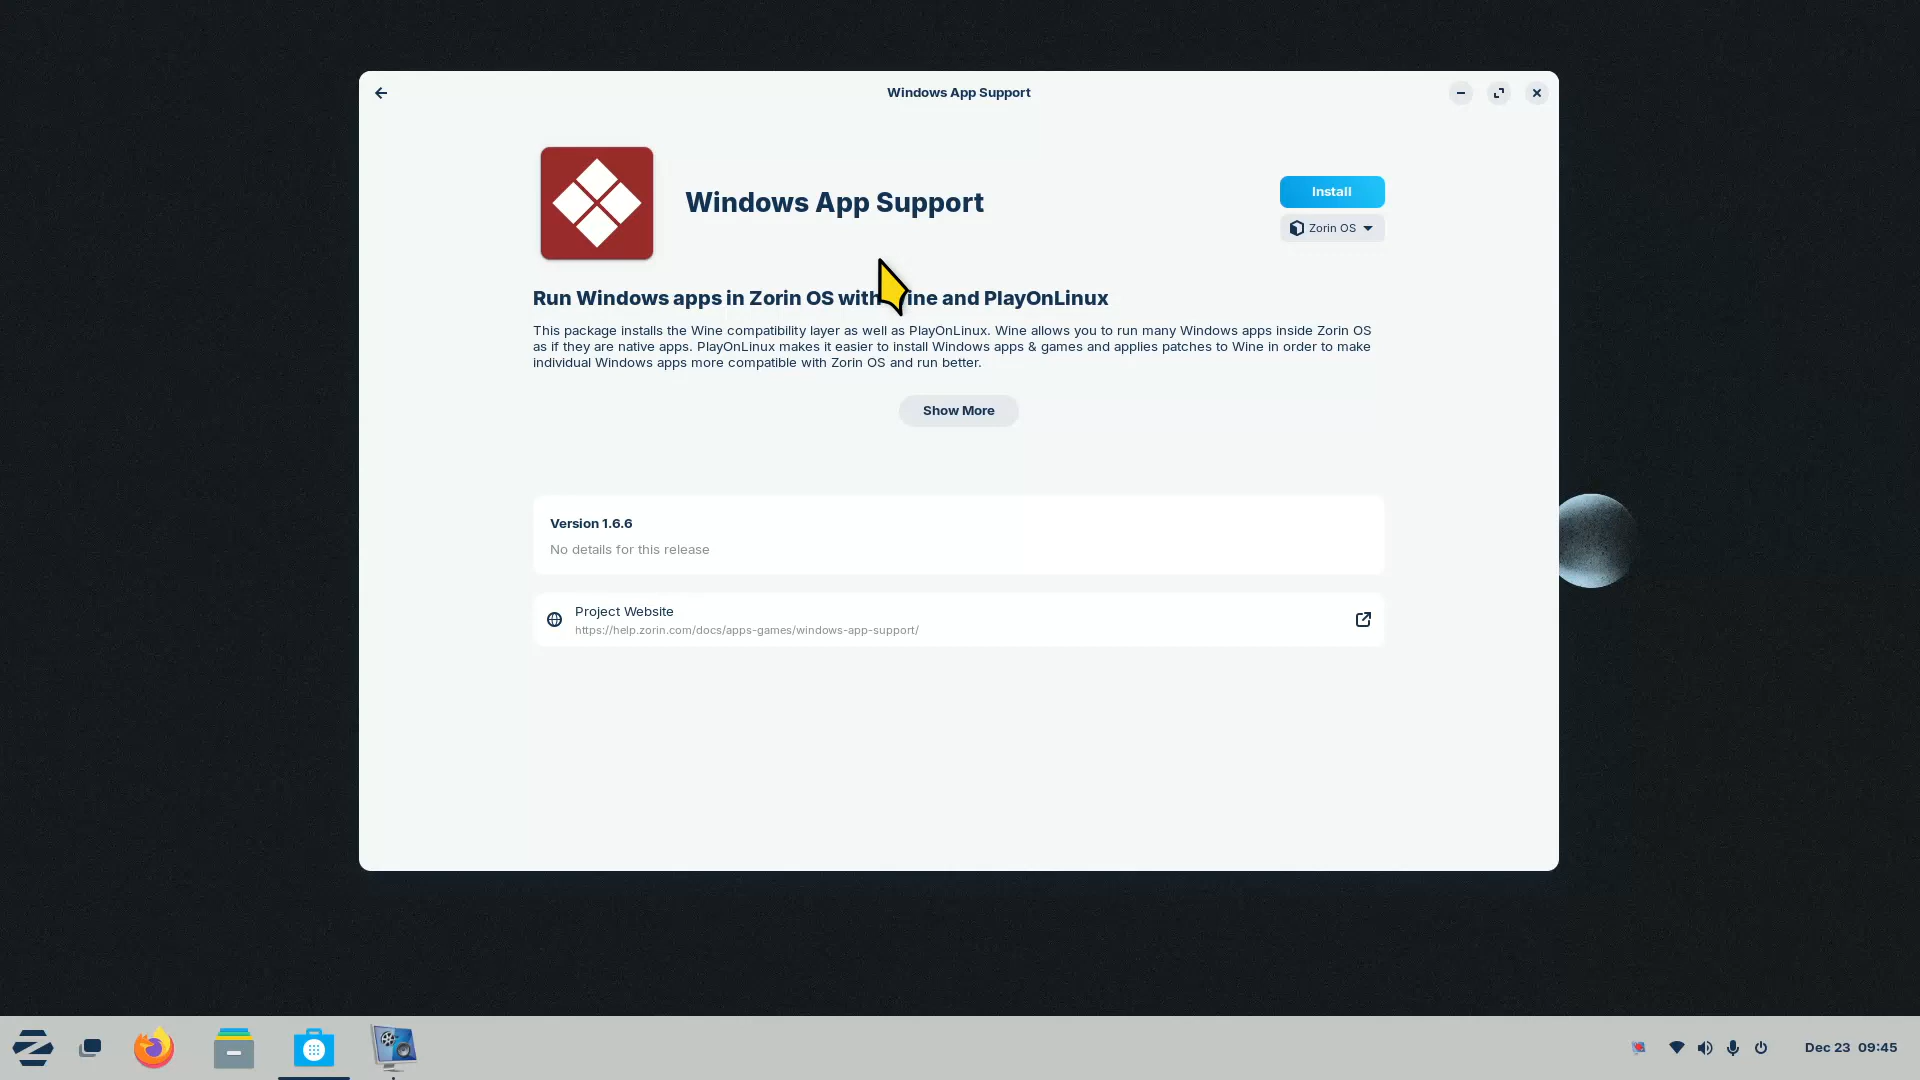 Windows App Support
Windows App Support
Install
Zorin OS
Run Windows apps in Zorin OS with ine and PlayOnLinux
This package installs the Wine compatibility layer as well as PlayOnLinux. Wine allows you to run many Windows apps inside Zorin OS
as if they are native apps. PlayOnLinux makes it easier to install Windows apps & games and applies patches to Wine in order to make
individual Windows apps more compatible with Zorin OS and run better.
Show More
Version 1.6.6
No details for this release
Project Website
https://help.zorin.com/docs/apps-games/windows-app-support/
Dec 23 09:45